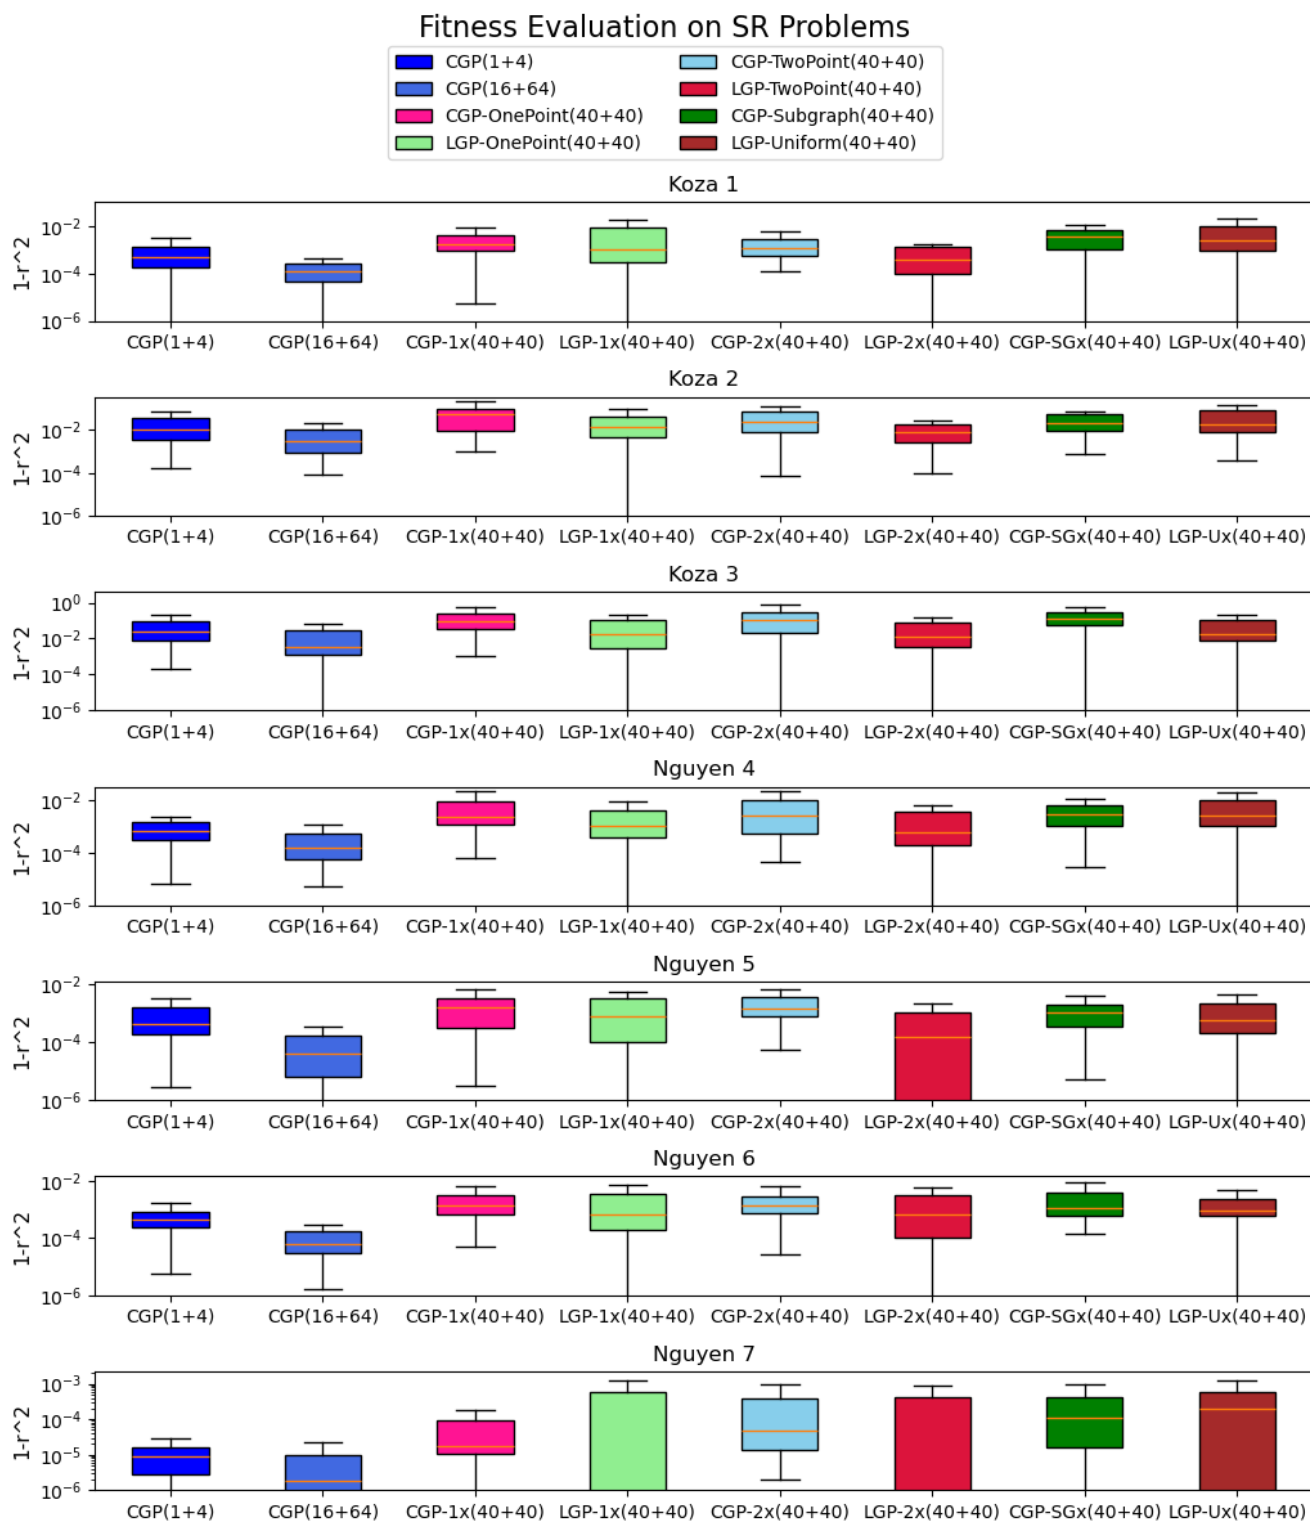 Fitness Evaluation on SR Problems
CGP(1+4) CGP-TwoPoint(40+40)
CGP(16+64) LGP-TwoPoint(40+40)
CGP-OnePoint(40+40) CGP-Subgraph(40+40)
LGP-OnePoint(40+40) LGP-Uniform(40+40)
Koza 1
1-r^2
10^-2
10^-4
10^-6
CGP(1+4) CGP(16+64) CGP-1x(40+40) LGP-1x(40+40) CGP-2x(40+40) LGP-2x(40+40) CGP-SGx(40+40) LGP-Ux(40+40)
Koza 2
1-r^2
10^-2
10^-4
10^-6
CGP(1+4) CGP(16+64) CGP-1x(40+40) LGP-1x(40+40) CGP-2x(40+40) LGP-2x(40+40) CGP-SGx(40+40) LGP-Ux(40+40)
Koza 3
1-r^2
10^0
10^-2
10^-4
10^-6
CGP(1+4) CGP(16+64) CGP-1x(40+40) LGP-1x(40+40) CGP-2x(40+40) LGP-2x(40+40) CGP-SGx(40+40) LGP-Ux(40+40)
Nguyen 4
1-r^2
10^-2
10^-4
10^-6
CGP(1+4) CGP(16+64) CGP-1x(40+40) LGP-1x(40+40) CGP-2x(40+40) LGP-2x(40+40) CGP-SGx(40+40) LGP-Ux(40+40)
Nguyen 5
1-r^2
10^-2
10^-4
10^-6
CGP(1+4) CGP(16+64) CGP-1x(40+40) LGP-1x(40+40) CGP-2x(40+40) LGP-2x(40+40) CGP-SGx(40+40) LGP-Ux(40+40)
Nguyen 6
1-r^2
10^-2
10^-4
10^-6
CGP(1+4) CGP(16+64) CGP-1x(40+40) LGP-1x(40+40) CGP-2x(40+40) LGP-2x(40+40) CGP-SGx(40+40) LGP-Ux(40+40)
Nguyen 7
1-r^2
10^-3
10^-4
10^-5
10^-6
CGP(1+4) CGP(16+64) CGP-1x(40+40) LGP-1x(40+40) CGP-2x(40+40) LGP-2x(40+40) CGP-SGx(40+40) LGP-Ux(40+40)